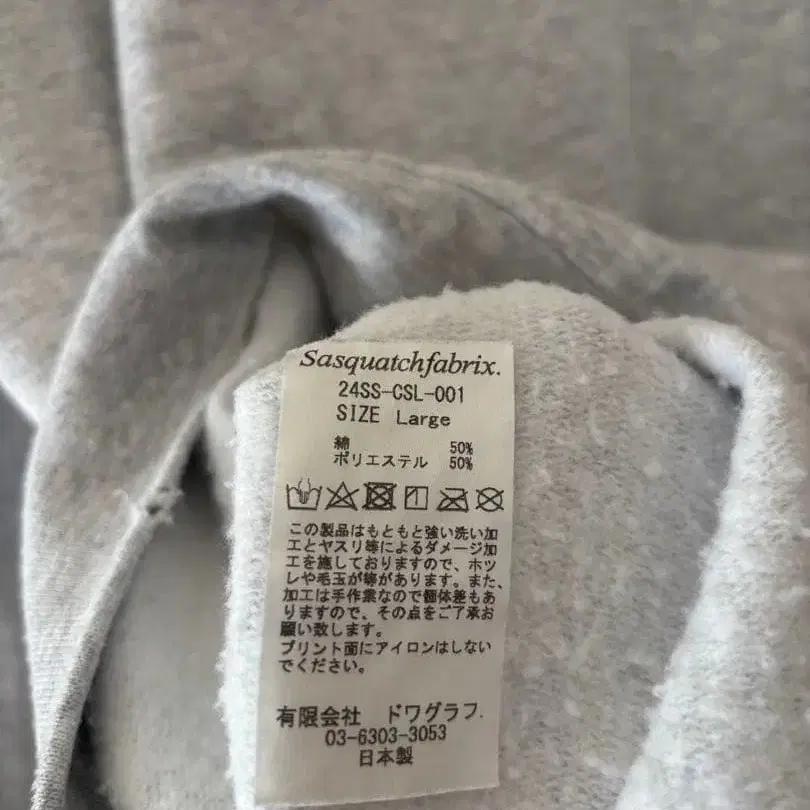 Sasquatchfabrix.
24SS-CSL-001
SIZE Large
綿 50%
ポリエステル 50%
この製品はもともと強い洗い加
工とヤスリ等によるダメージ加
工を施しておりますので、ホツ
レや毛玉が等があります。また、
加工は手作業なので個体差もあ
りますので、その点をご了承お
願い致します。
プリント面にアイロンはしない
でください。
有限会社 ドワグラフ.
03-6303-3053
日本製